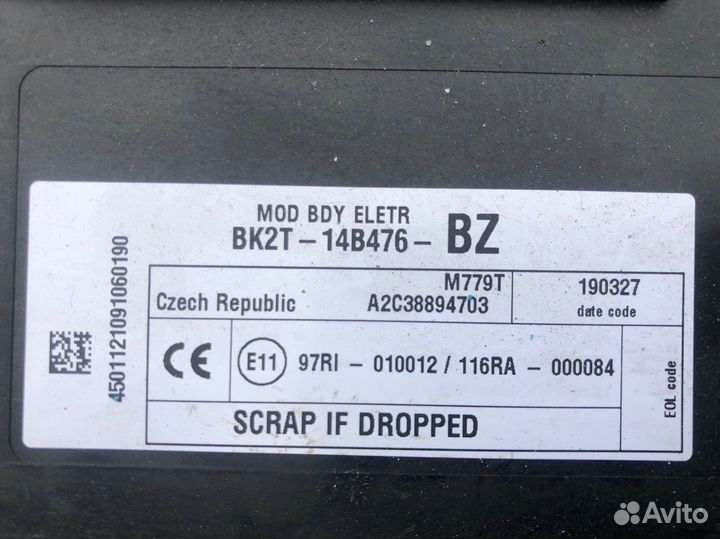 MOD BDY ELETR
BK2T-14B476- BZ
45011121091060190
M779T
Czech Republic A2C38894703
190327
date code
CE E11 97RI - 010012 / 116RA - 000084
SCRAP IF DROPPED
EOL code
Avito